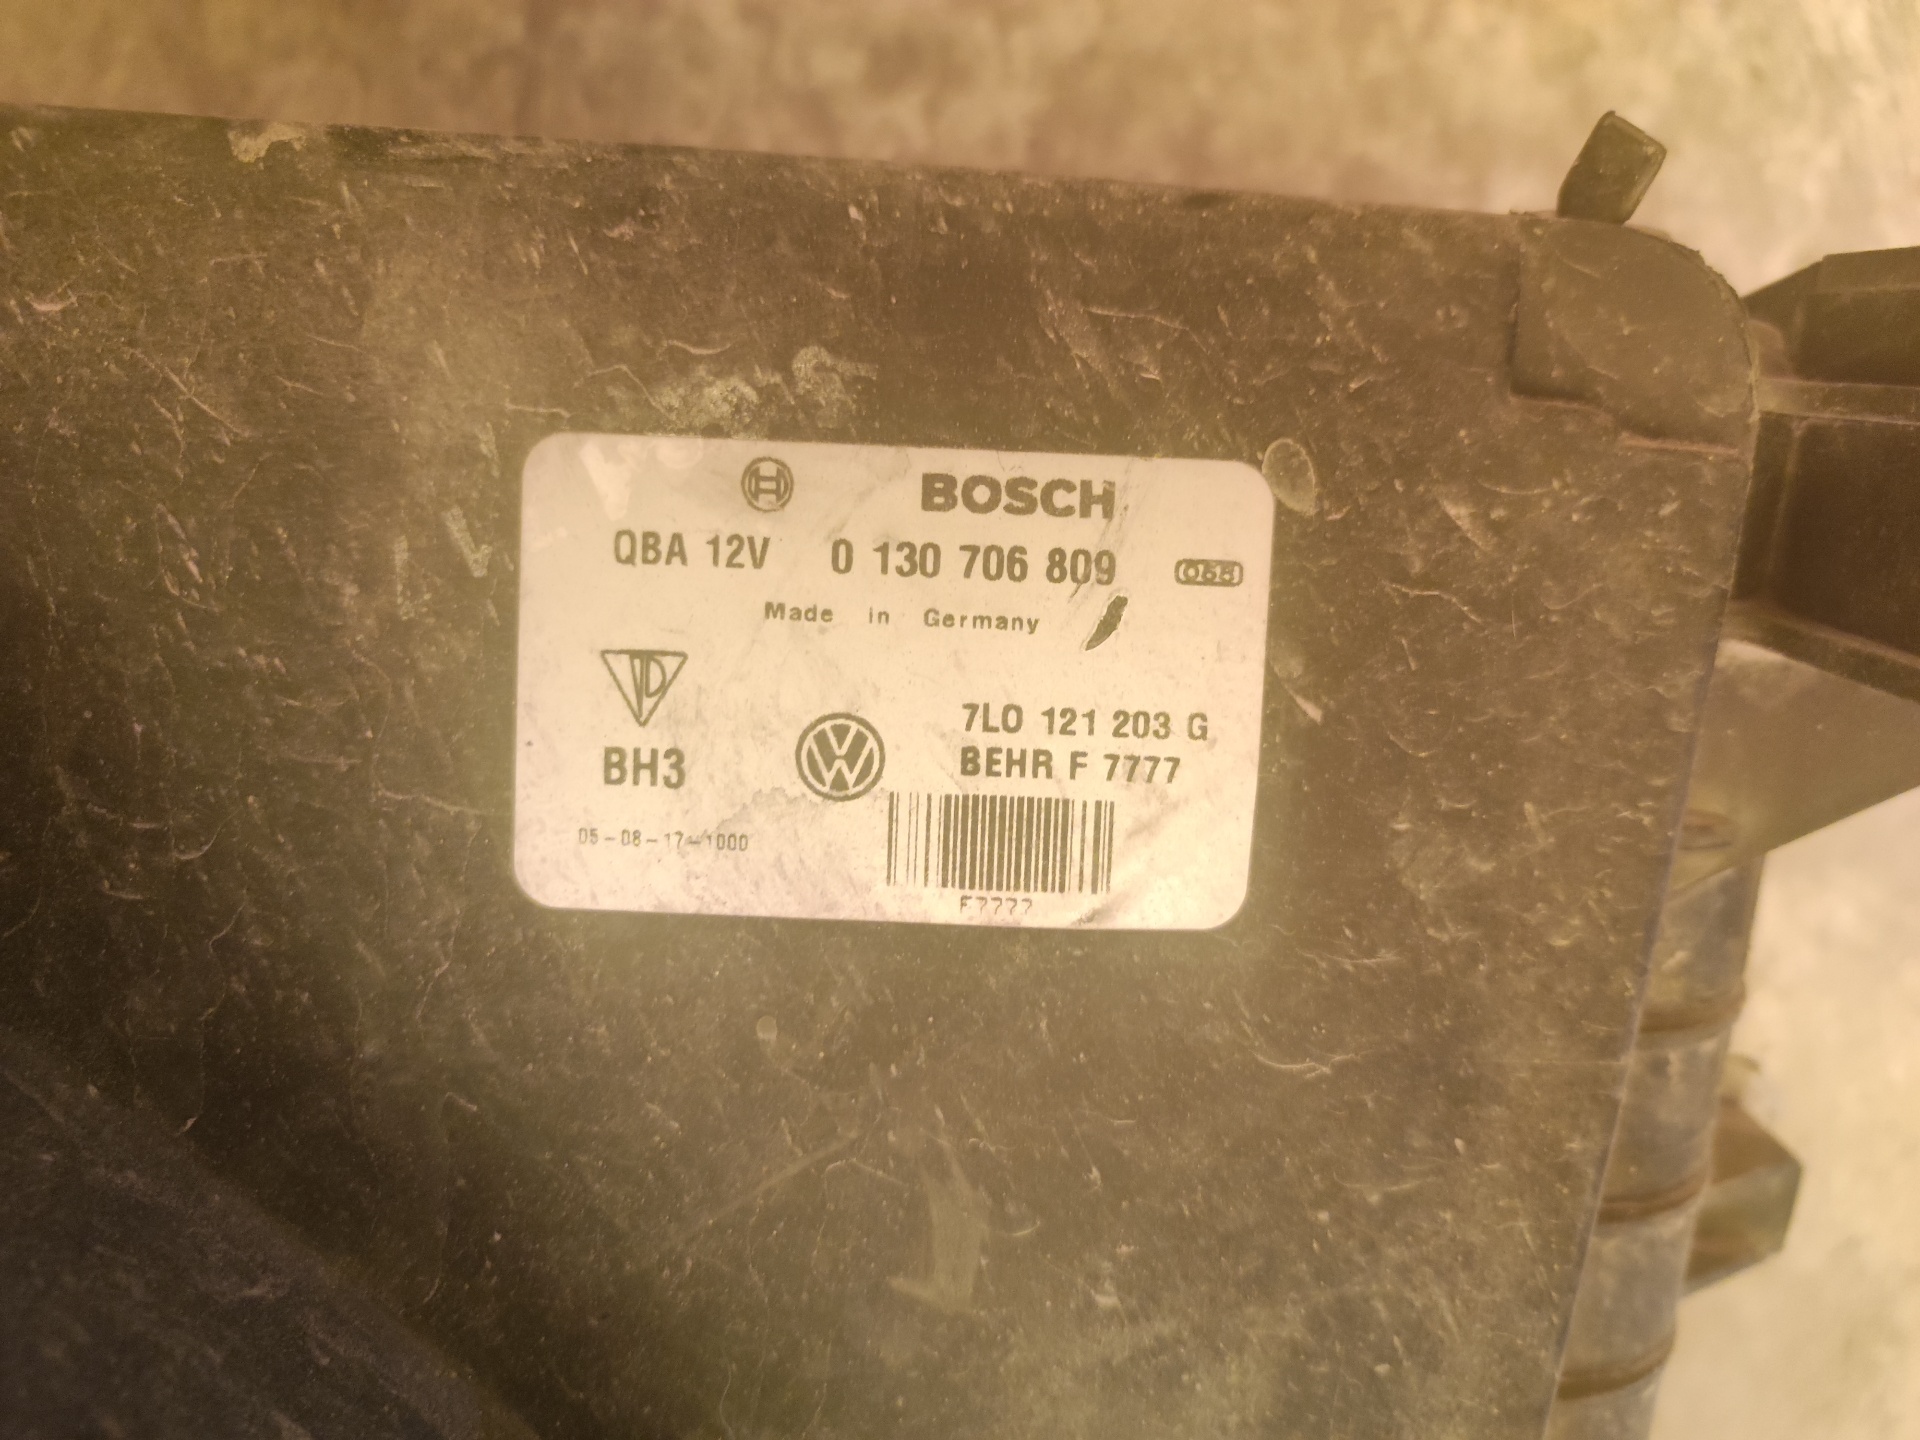 BOSCH
QBA 12V 0 130 706 809 055
Made in Germany
7L0 121 203 G
BH3 BEHR F 7777
05-08-17-1000
F7777